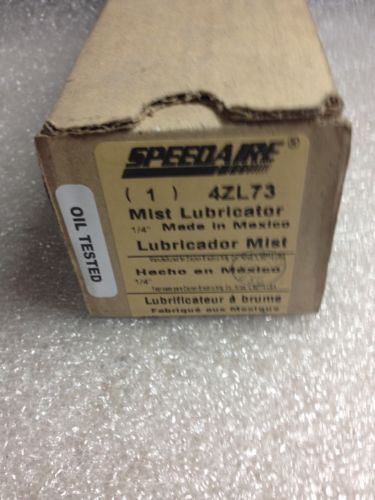 SPEEDAIRE®
( 1 ) 4ZL73
Mist Lubricator
1/4" Made in Mexico
Lubricador Mist
Hecho en México
1/4"
Lubrificateur à brume
Fabriqué aux Mexique
OIL TESTED